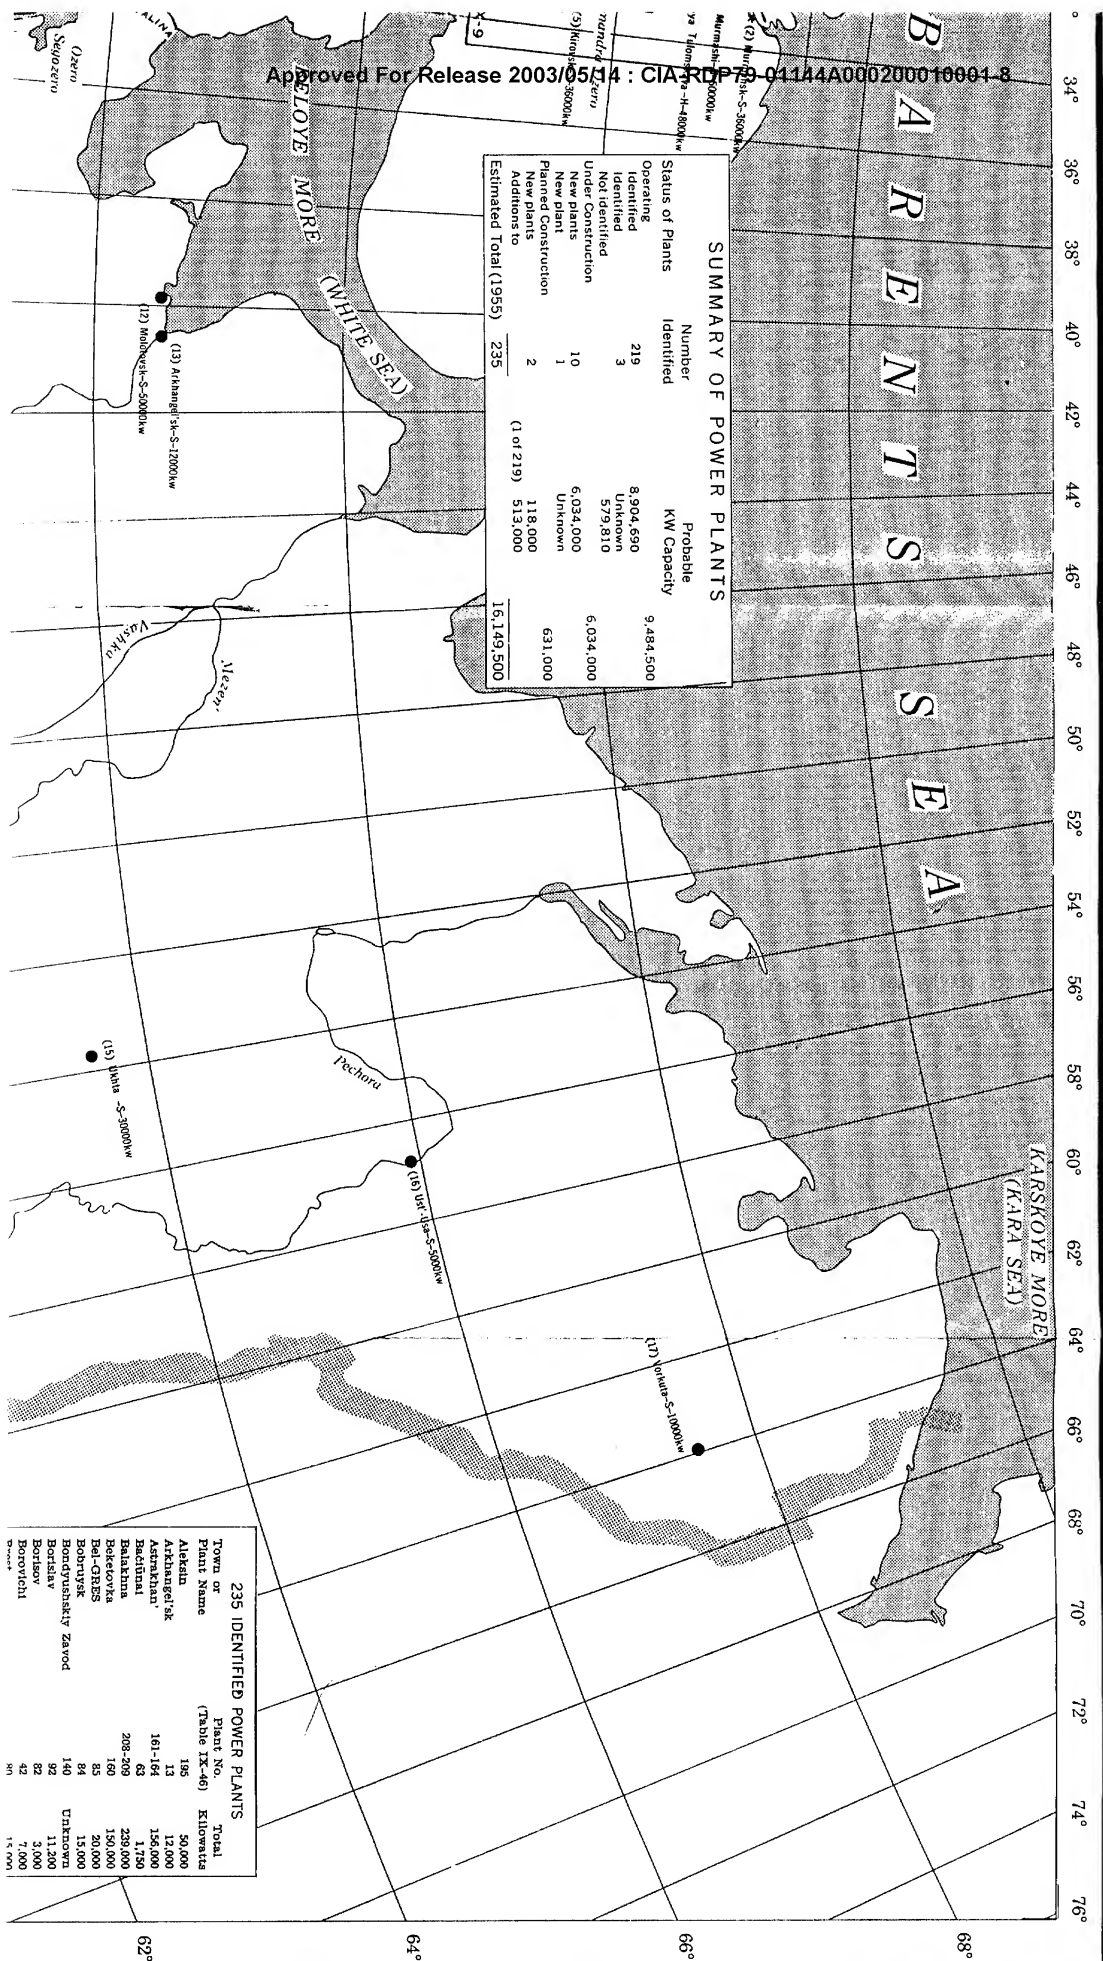 Approved For Release 2003/05/14 : CIA-RDP79-01144A000200010001-8
34°
36°
38°
40°
42°
44°
46°
48°
50°
52°
54°
56°
58°
60°
62°
64°
66°
68°
70°
72°
74°
76°
68°
66°
64°
62°
BARENTS SEA
KARSKOYE MORE
(KARA SEA)
BELOYE MORE
(WHITE SEA)
Ozero
Segozero
(2) Murmansk-S-36000kw
(12) Molotovsk-S-50000kw
(13) Arkhangel'sk-S-12000kw
(15) Ukhta -S-30000kw
(16) Ust'-Usa-S-5000kw
(17) Vorkuta-S-10000kw
Vashka
Mezen'
Pechora
SUMMARY OF POWER PLANTS
Status of Plants Number Identified Probable KW Capacity
Operating 9,484,500
Identified 219 8,904,690
Identified 3 Unknown
Not identified 579,810
Under Construction 6,034,000
New plants 10 6,034,000
New plant 1 Unknown
Planned Construction 631,000
New plants 2 118,000
Additions to (1 of 219) 513,000
Estimated Total (1955) 235 16,149,500
235 IDENTIFIED POWER PLANTS
Town or Plant Name Plant No. (Table IX-46) Total Kilowatts
Aleksin 195 50,000
Arkhangel'sk 13 12,000
Astrakhan' 161-164 156,000
Bačiūnai 63 1,750
Balakhna 208-209 239,000
Beketovka 160 150,000
Bel-GRES 85 20,000
Bobruysk 84 15,000
Bondyushskiy Zavod 140 Unknown
Borislav 92 11,200
Borisov 82 3,000
Borovichi 42 7,000